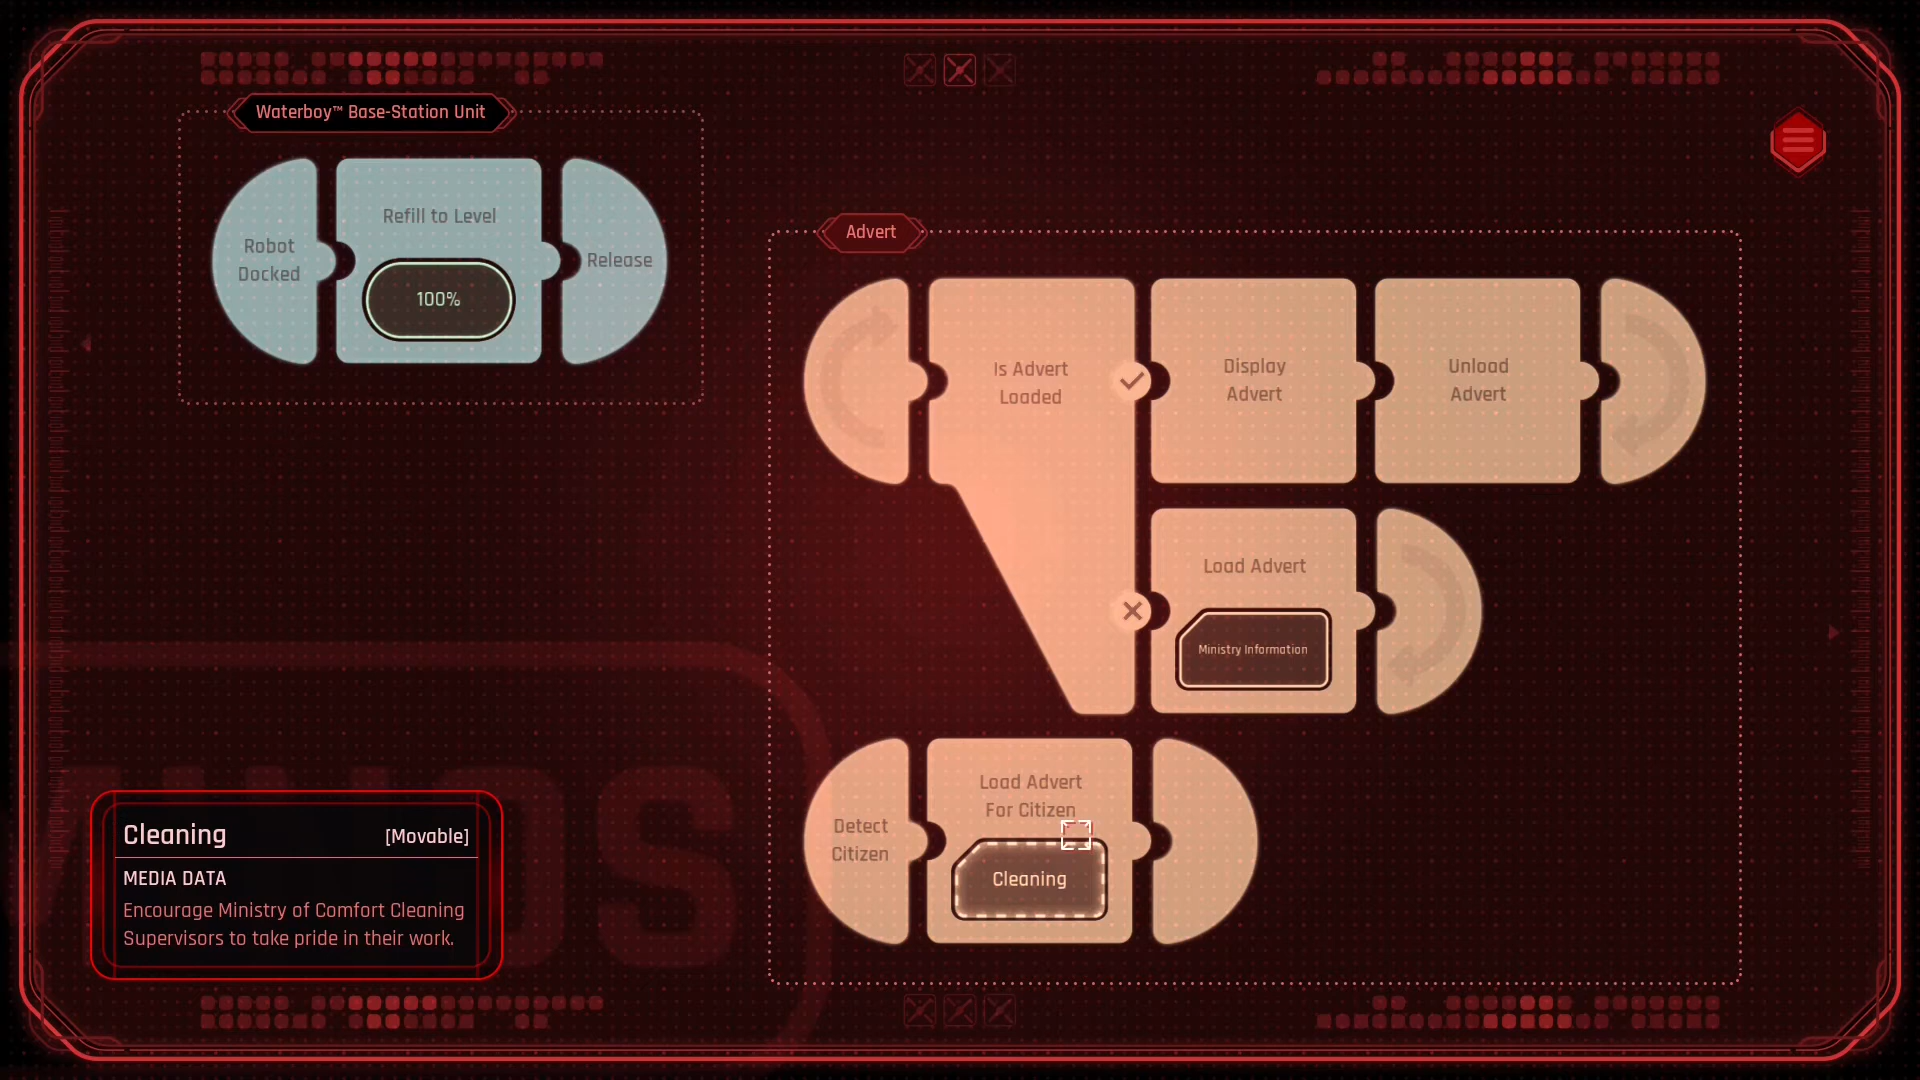 Waterboy™ Base-Station Unit
Robot
Docked
Refill to Level
100%
Release
Advert
Is Advert
Loaded
Display
Advert
Unload
Advert
Load Advert
Ministry Information
Detect
Citizen
Load Advert
For Citizen
Cleaning
Cleaning [Movable]
MEDIA DATA
Encourage Ministry of Comfort Cleaning
Supervisors to take pride in their work.